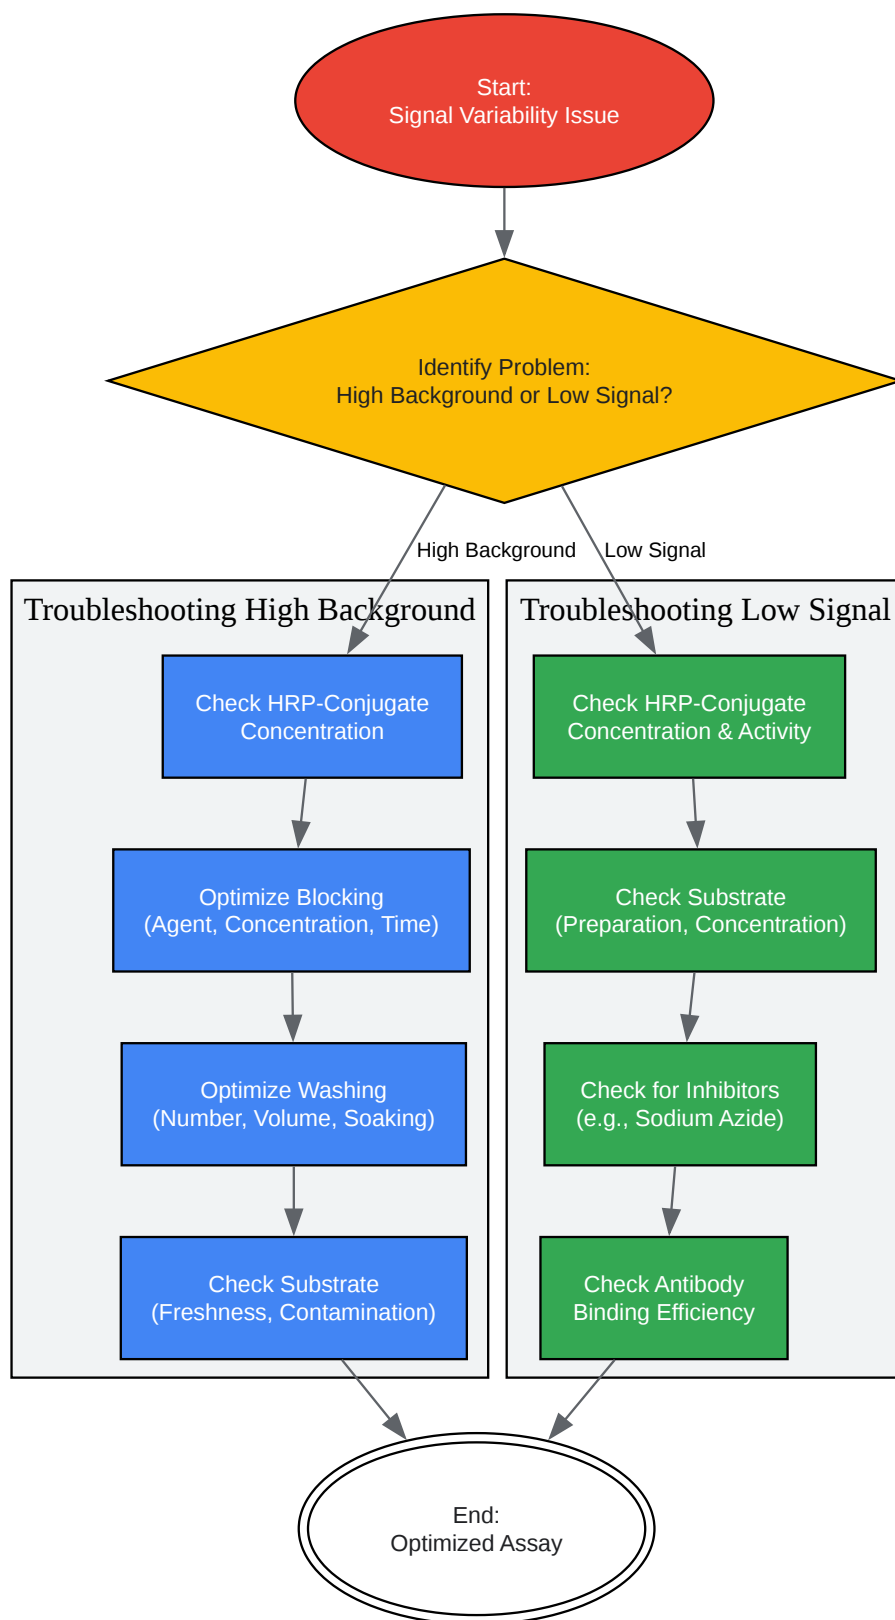 Start:
Signal Variability Issue
Identify Problem:
High Background or Low Signal?
High Background
Low Signal
Troubleshooting High Background
Check HRP-Conjugate
Concentration
Optimize Blocking
(Agent, Concentration, Time)
Optimize Washing
(Number, Volume, Soaking)
Check Substrate
(Freshness, Contamination)
Troubleshooting Low Signal
Check HRP-Conjugate
Concentration & Activity
Check Substrate
(Preparation, Concentration)
Check for Inhibitors
(e.g., Sodium Azide)
Check Antibody
Binding Efficiency
End:
Optimized Assay